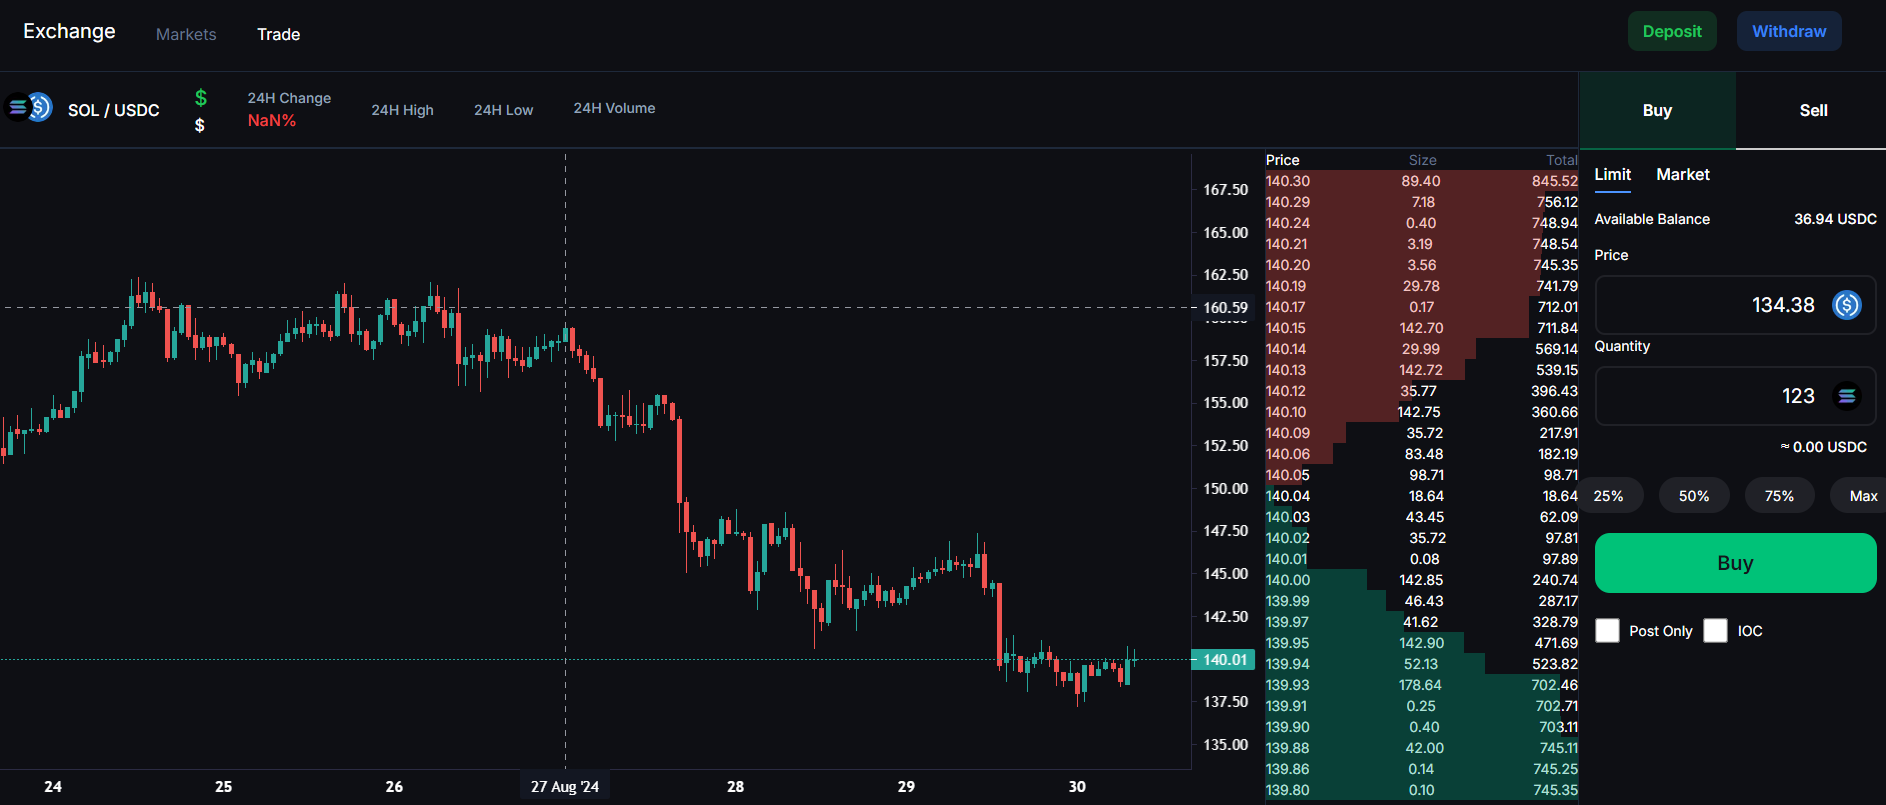 Exchange Markets Trade Deposit Withdraw
SOL / USDC
$
$
24H Change
NaN%
24H High
24H Low
24H Volume
167.50
165.00
162.50
160.59
157.50
155.00
152.50
150.00
147.50
145.00
142.50
140.01
137.50
135.00
24 25 26 27 Aug '24 28 29 30
Price Size Total
140.30 89.40 845.52
140.29 7.18 756.12
140.24 0.40 748.94
140.21 3.19 748.54
140.20 3.56 745.35
140.19 29.78 741.79
140.17 0.17 712.01
140.15 142.70 711.84
140.14 29.99 569.14
140.13 142.72 539.15
140.12 35.77 396.43
140.10 142.75 360.66
140.09 35.72 217.91
140.06 83.48 182.19
140.05 98.71 98.71
140.04 18.64 18.64
140.03 43.45 62.09
140.02 35.72 97.81
140.01 0.08 97.89
140.00 142.85 240.74
139.99 46.43 287.17
139.97 41.62 328.79
139.95 142.90 471.69
139.94 52.13 523.82
139.93 178.64 702.46
139.91 0.25 702.71
139.90 0.40 703.11
139.88 42.00 745.11
139.86 0.14 745.25
139.80 0.10 745.35
Buy Sell
Limit Market
Available Balance 36.94 USDC
Price
134.38
Quantity
123
≈ 0.00 USDC
25% 50% 75% Max
Buy
Post Only IOC